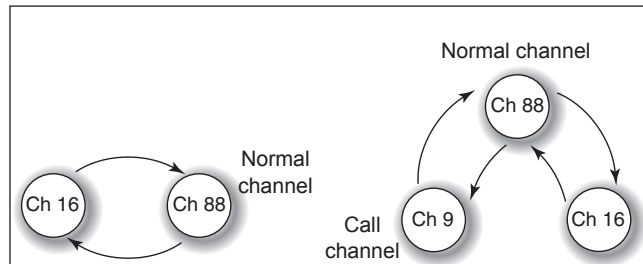 Ch 16
Ch 88
Normal
channel
Normal channel
Ch 88
Ch 9
Call
channel
Ch 16